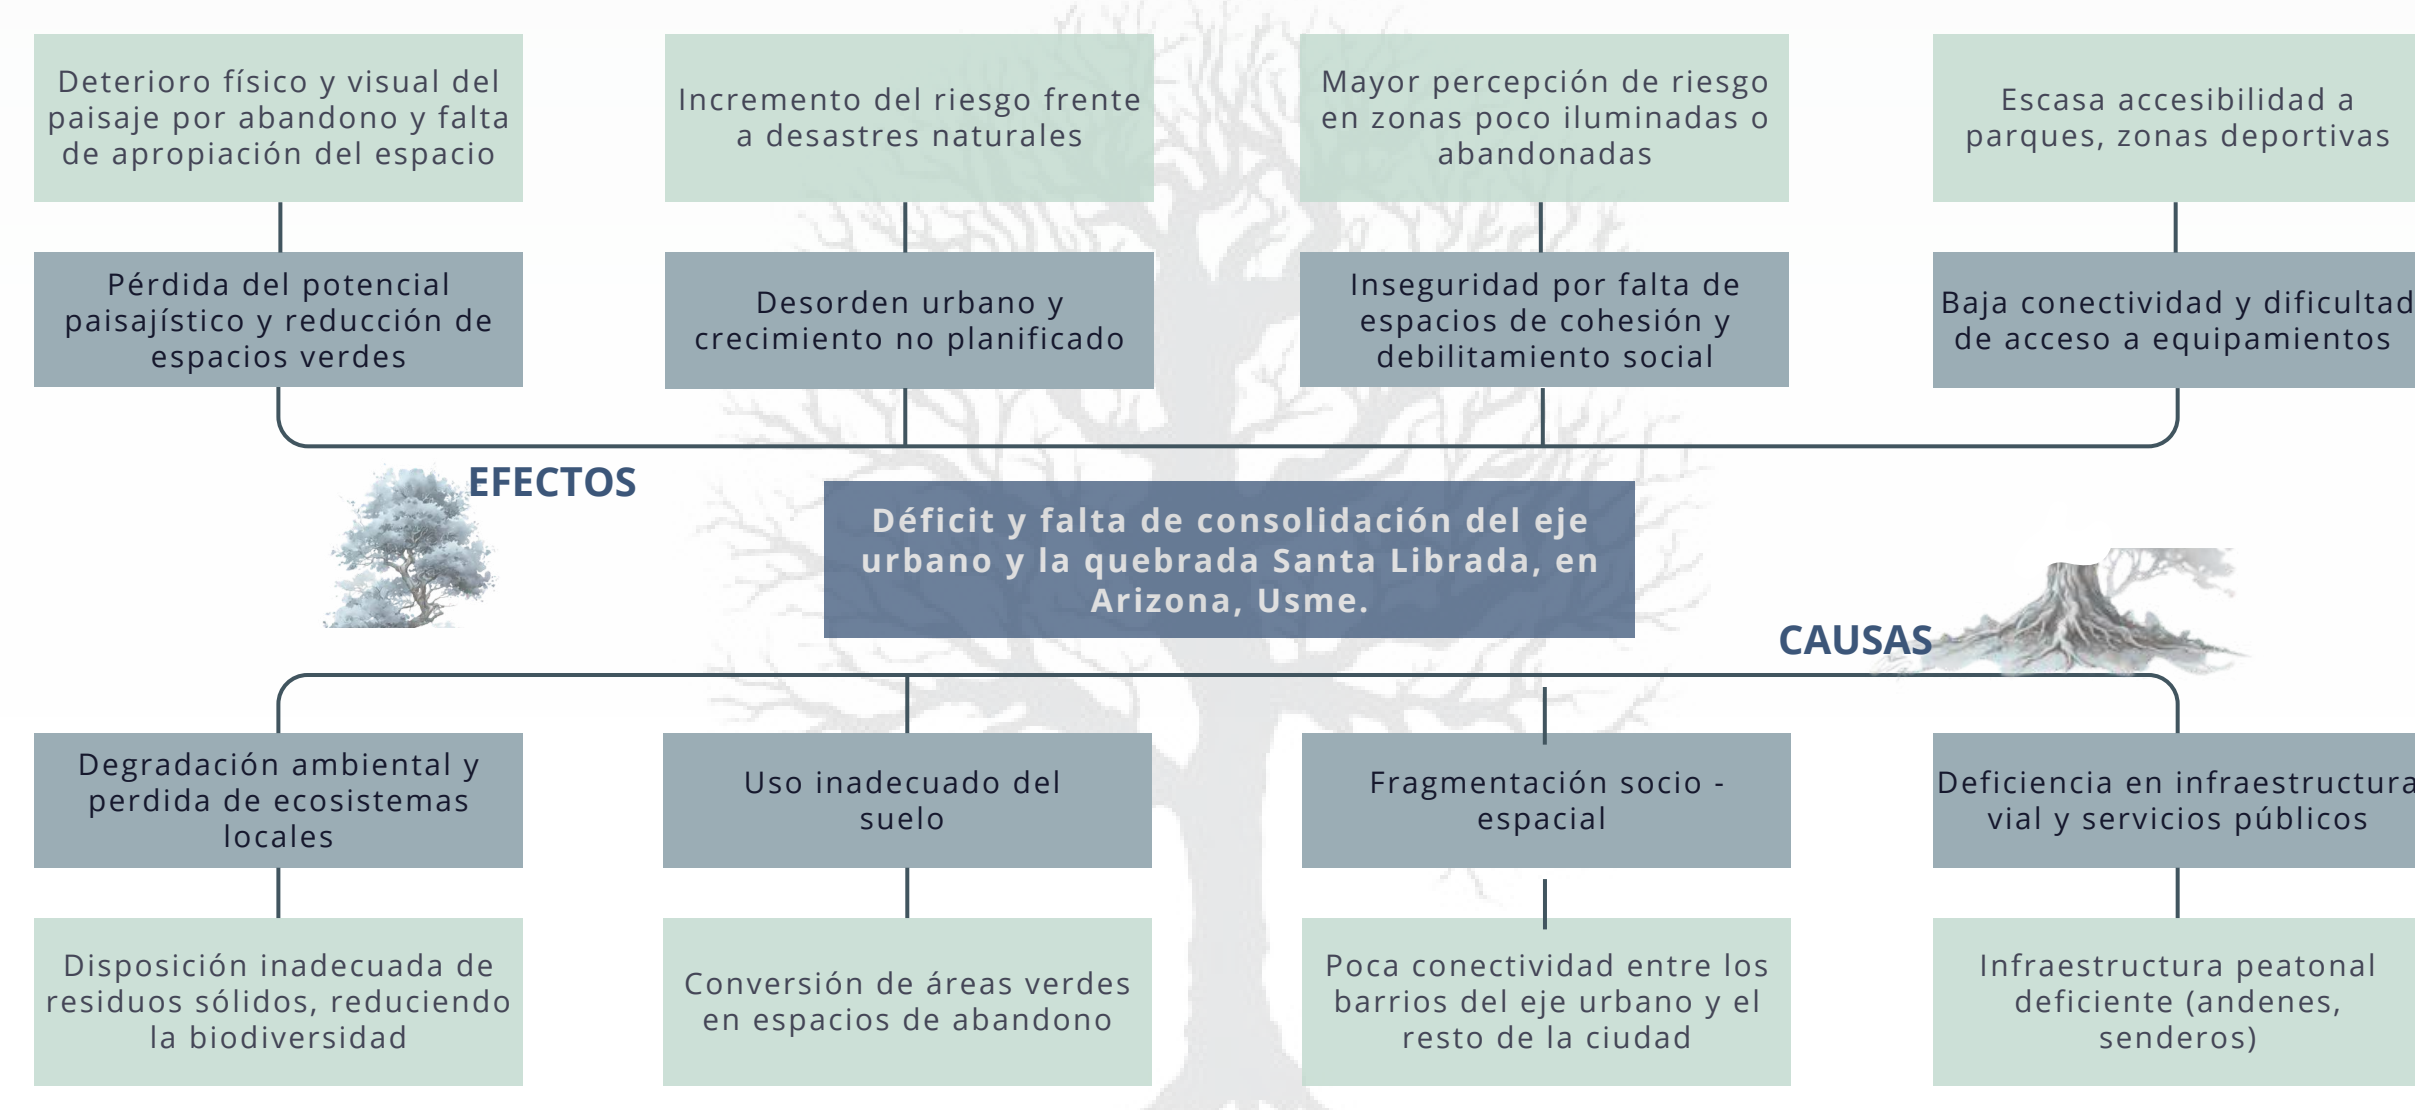 Deterioro físico y visual del
paisaje por abandono y falta
de apropiación del espacio
Incremento del riesgo frente
a desastres naturales
Mayor percepción de riesgo
en zonas poco iluminadas o
abandonadas
Escasa accesibilidad a
parques, zonas deportivas
Pérdida del potencial
paisajístico y reducción de
espacios verdes
Desorden urbano y
crecimiento no planificado
Inseguridad por falta de
espacios de cohesión y
debilitamiento social
Baja conectividad y dificultad
de acceso a equipamientos
EFECTOS
Déficit y falta de consolidación del eje
urbano y la quebrada Santa Librada, en
Arizona, Usme.
CAUSAS
Degradación ambiental y
perdida de ecosistemas
locales
Uso inadecuado del
suelo
Fragmentación socio -
espacial
Deficiencia en infraestructura
vial y servicios públicos
Disposición inadecuada de
residuos sólidos, reduciendo
la biodiversidad
Conversión de áreas verdes
en espacios de abandono
Poca conectividad entre los
barrios del eje urbano y el
resto de la ciudad
Infraestructura peatonal
deficiente (andenes,
senderos)